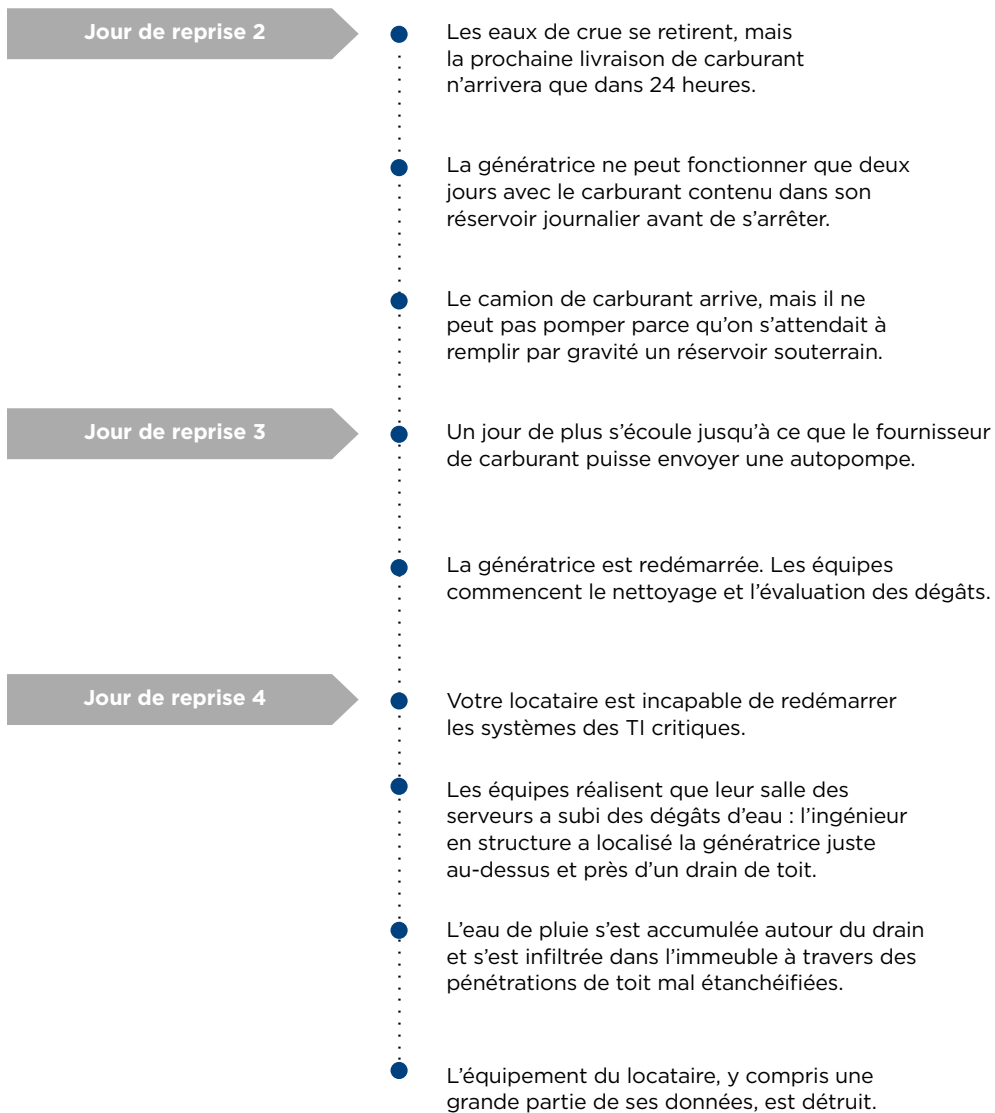 Jour de reprise 2
Les eaux de crue se retirent, mais
la prochaine livraison de carburant
n’arrivera que dans 24 heures.
La génératrice ne peut fonctionner que deux
jours avec le carburant contenu dans son
réservoir journalier avant de s’arrêter.
Le camion de carburant arrive, mais il ne
peut pas pomper parce qu’on s’attendait à
remplir par gravité un réservoir souterrain.
Jour de reprise 3
Un jour de plus s’écoule jusqu’à ce que le fournisseur
de carburant puisse envoyer une autopompe.
La génératrice est redémarrée. Les équipes
commencent le nettoyage et l’évaluation des dégâts.
Jour de reprise 4
Votre locataire est incapable de redémarrer
les systèmes des TI critiques.
Les équipes réalisent que leur salle des
serveurs a subi des dégâts d’eau : l’ingénieur
en structure a localisé la génératrice juste
au-dessus et près d’un drain de toit.
L’eau de pluie s’est accumulée autour du drain
et s’est infiltrée dans l’immeuble à travers des
pénétrations de toit mal étanchéifiées.
L’équipement du locataire, y compris une
grande partie de ses données, est détruit.